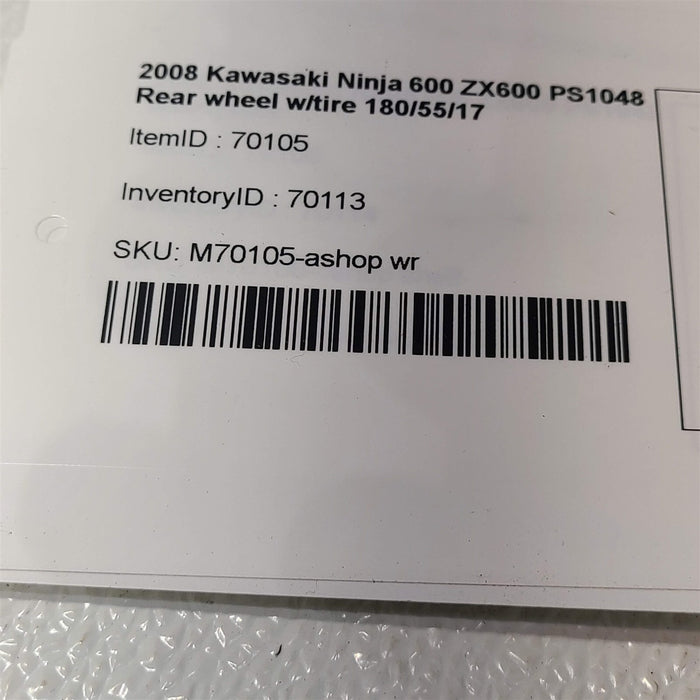 2008 Kawasaki Ninja 600 ZX600 PS1048
Rear wheel w/tire 180/55/17
ItemID : 70105
InventoryID : 70113
SKU: M70105-ashop wr